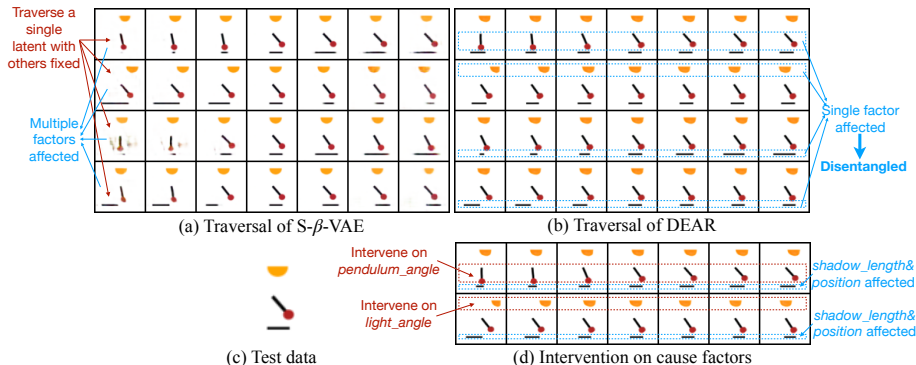 Traverse a
single latent with
others fixed
Multiple
factors
affected
Single factor
affected
Disentangled
(a) Traversal of S-β-VAE
(b) Traversal of DEAR
Intervene on
pendulum_angle
shadow_length&
position affected
Intervene on
light_angle
shadow_length&
position affected
(c) Test data
(d) Intervention on cause factors